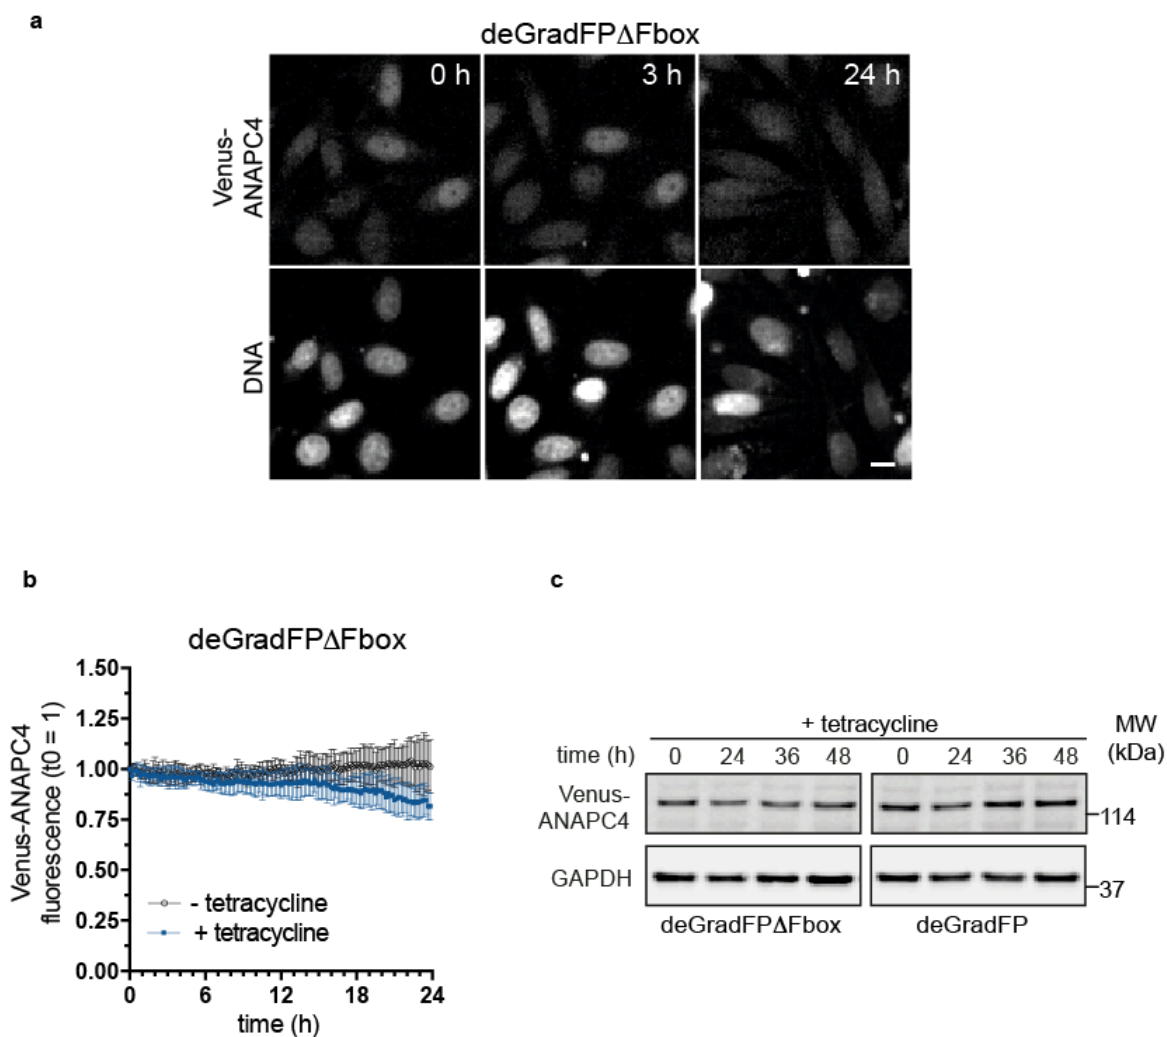 a
deGradFPΔFbox
0 h 3 h 24 h
Venus-
ANAPC4
DNA
b
deGradFPΔFbox
Venus-ANAPC4
fluorescence (t0 = 1)
1.50
1.25
1.00
0.75
0.50
0.25
0.00
- tetracycline
+ tetracycline
0 6 12 18 24
time (h)
c
+ tetracycline
MW
(kDa)
time (h) 0 24 36 48 0 24 36 48
Venus-
ANAPC4
114
GAPDH
37
deGradFPΔFbox deGradFP